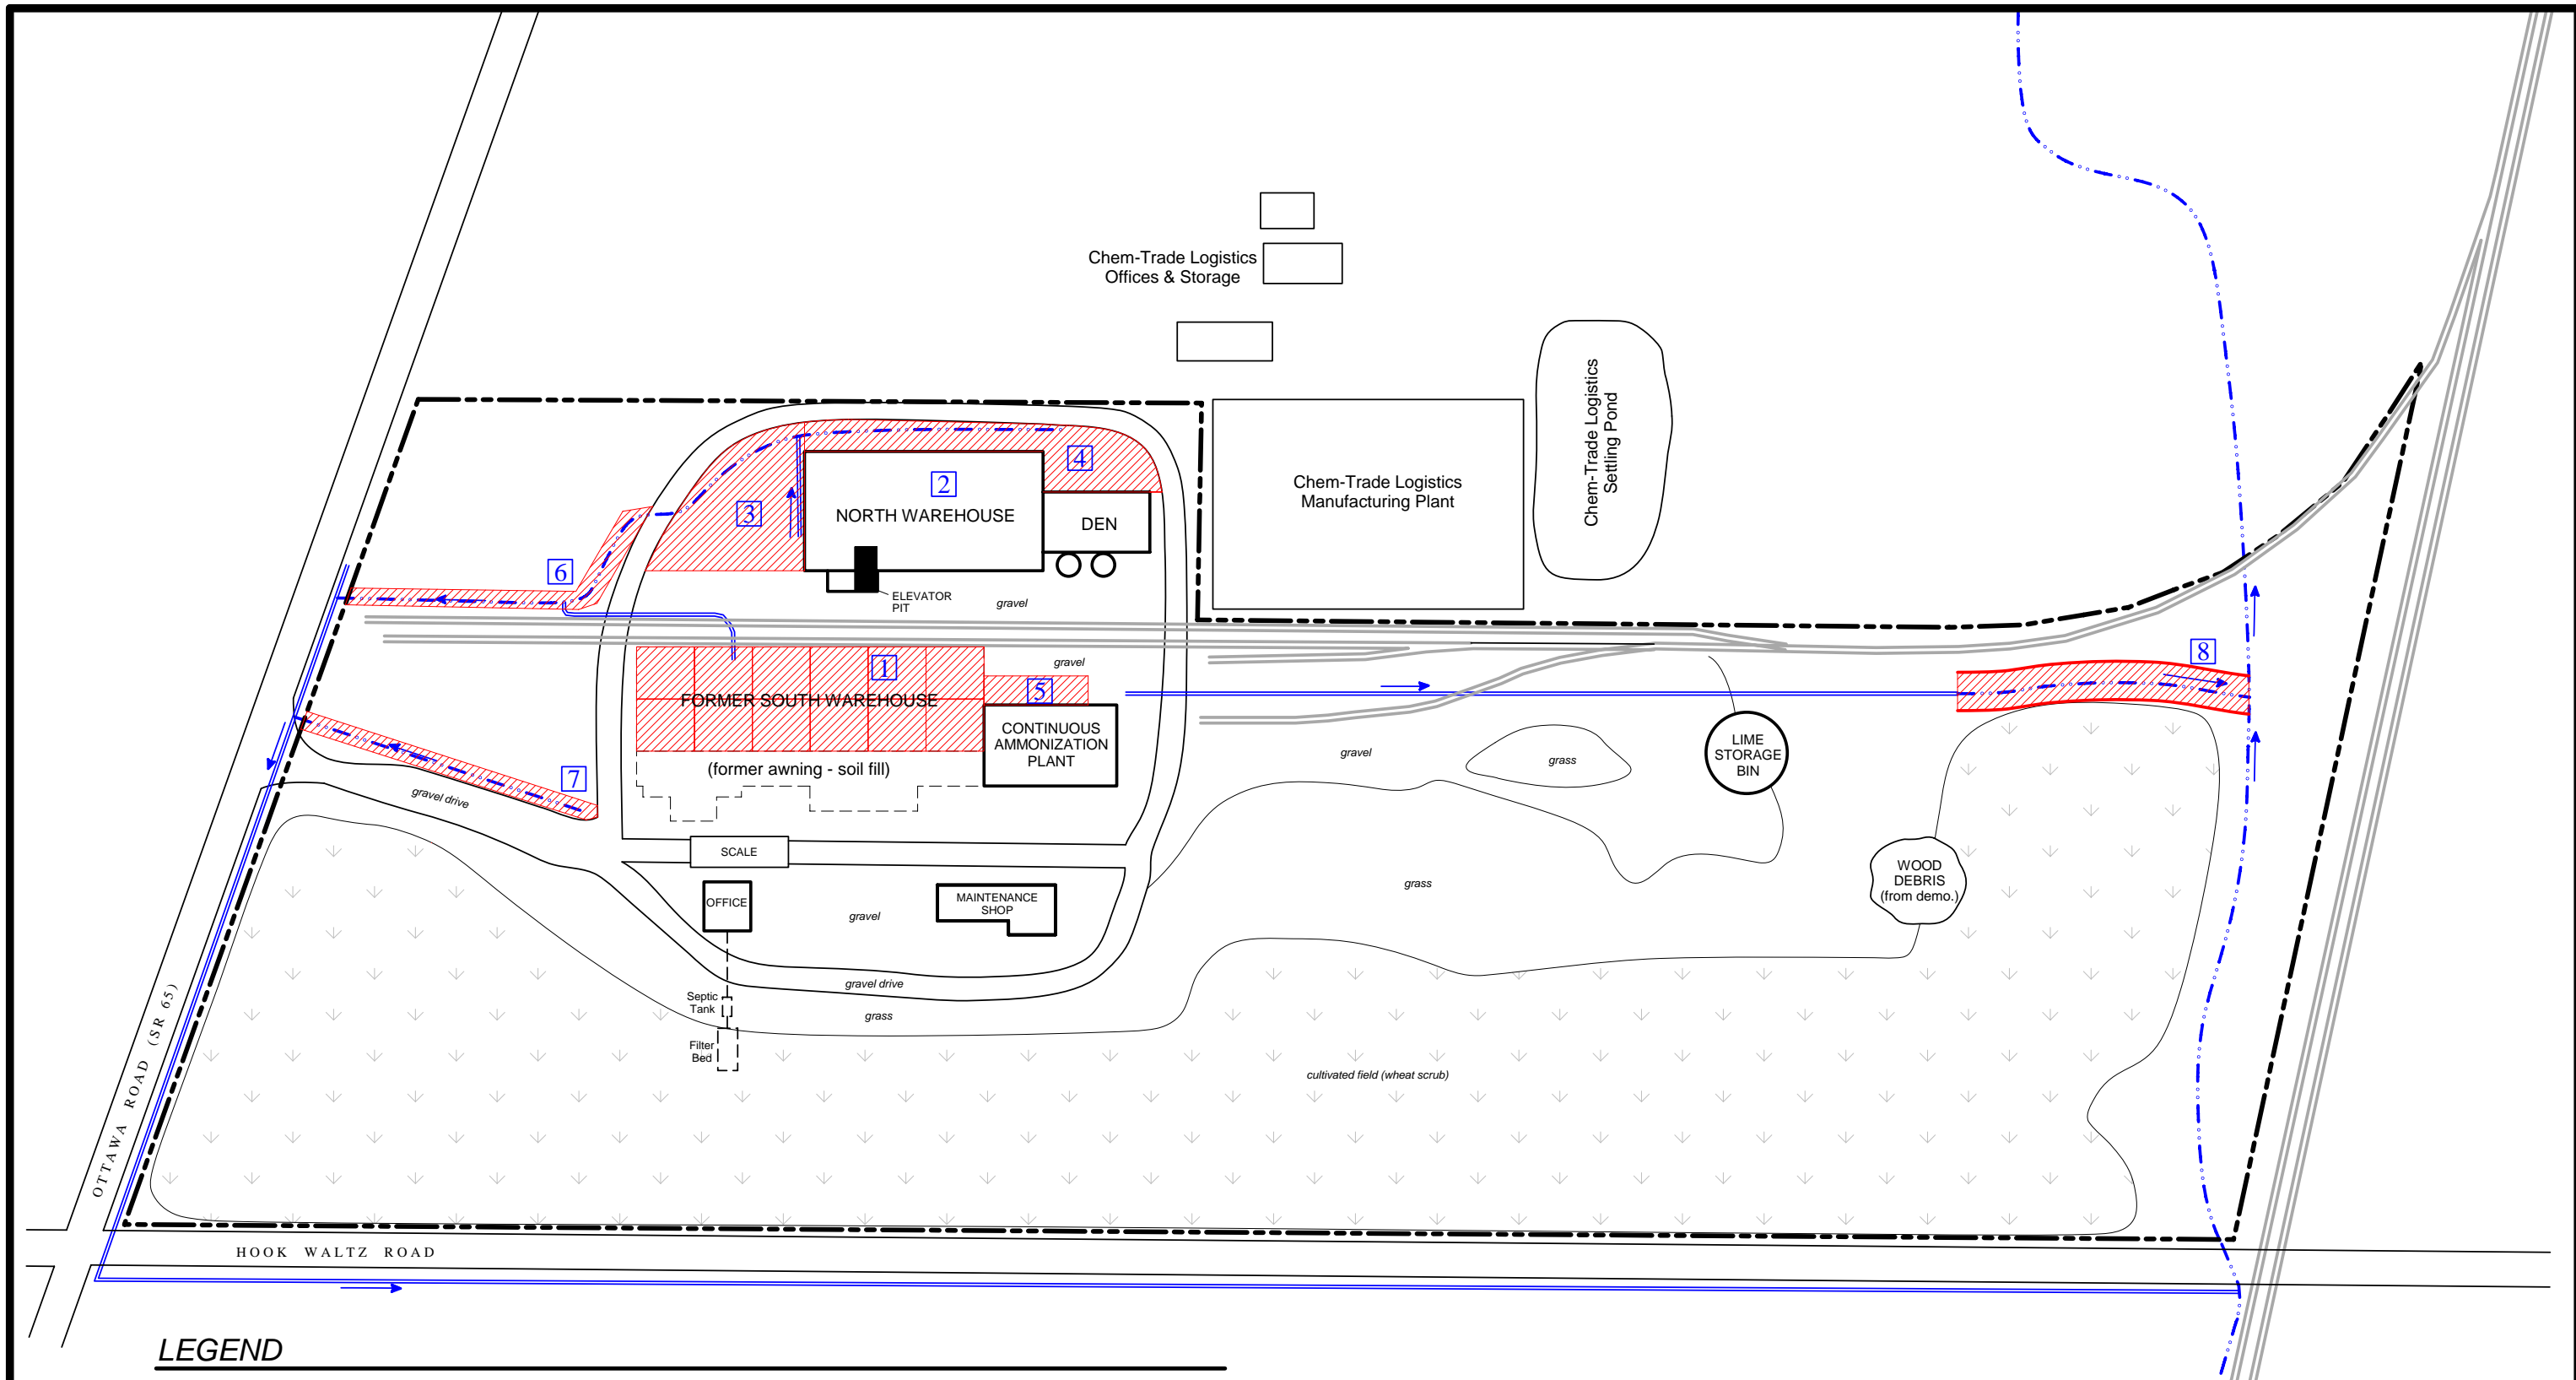 Chem-Trade Logistics
Offices & Storage
Chem-Trade Logistics
Settling Pond
4
2
Chem-Trade Logistics
Manufacturing Plant
3
NORTH WAREHOUSE
DEN
6
ELEVATOR
PIT
gravel
8
1
gravel
5
FORMER SOUTH WAREHOUSE
CONTINUOUS
AMMONIZATION
PLANT
LIME
STORAGE
BIN
gravel
grass
(former awning - soil fill)
7
gravel drive
SCALE
WOOD
DEBRIS
(from demo.)
grass
OFFICE
MAINTENANCE
SHOP
gravel
gravel drive
Septic
Tank
grass
OTTAWA ROAD (SR 65)
Filter
Bed
cultivated field (wheat scrub)
HOOK WALTZ ROAD
LEGEND